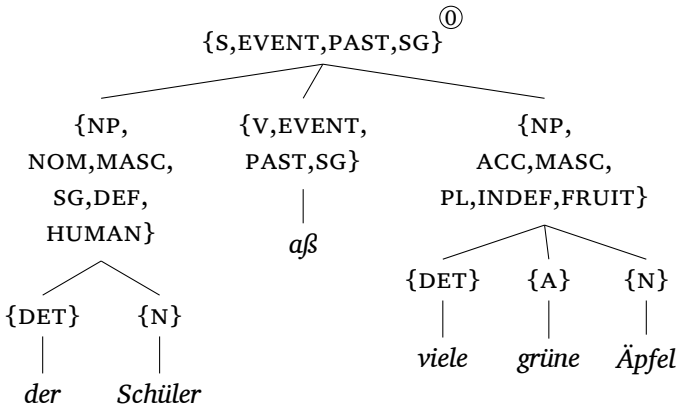 {S,EVENT,PAST,SG}⓪
{NP, {V,EVENT, {NP,
NOM,MASC, PAST,SG} ACC,MASC,
SG,DEF, PL,INDEF,FRUIT}
HUMAN} aß
{DET} {N} {DET} {A} {N}
der Schüler viele grüne Äpfel